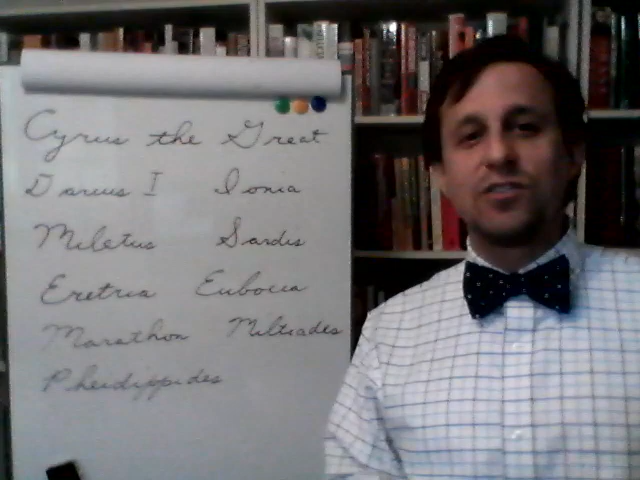 Cyrus the Great
Darius I Ionia
Miletus Sardis
Eretria Euboea
Marathon Miltiades
Pheidippides